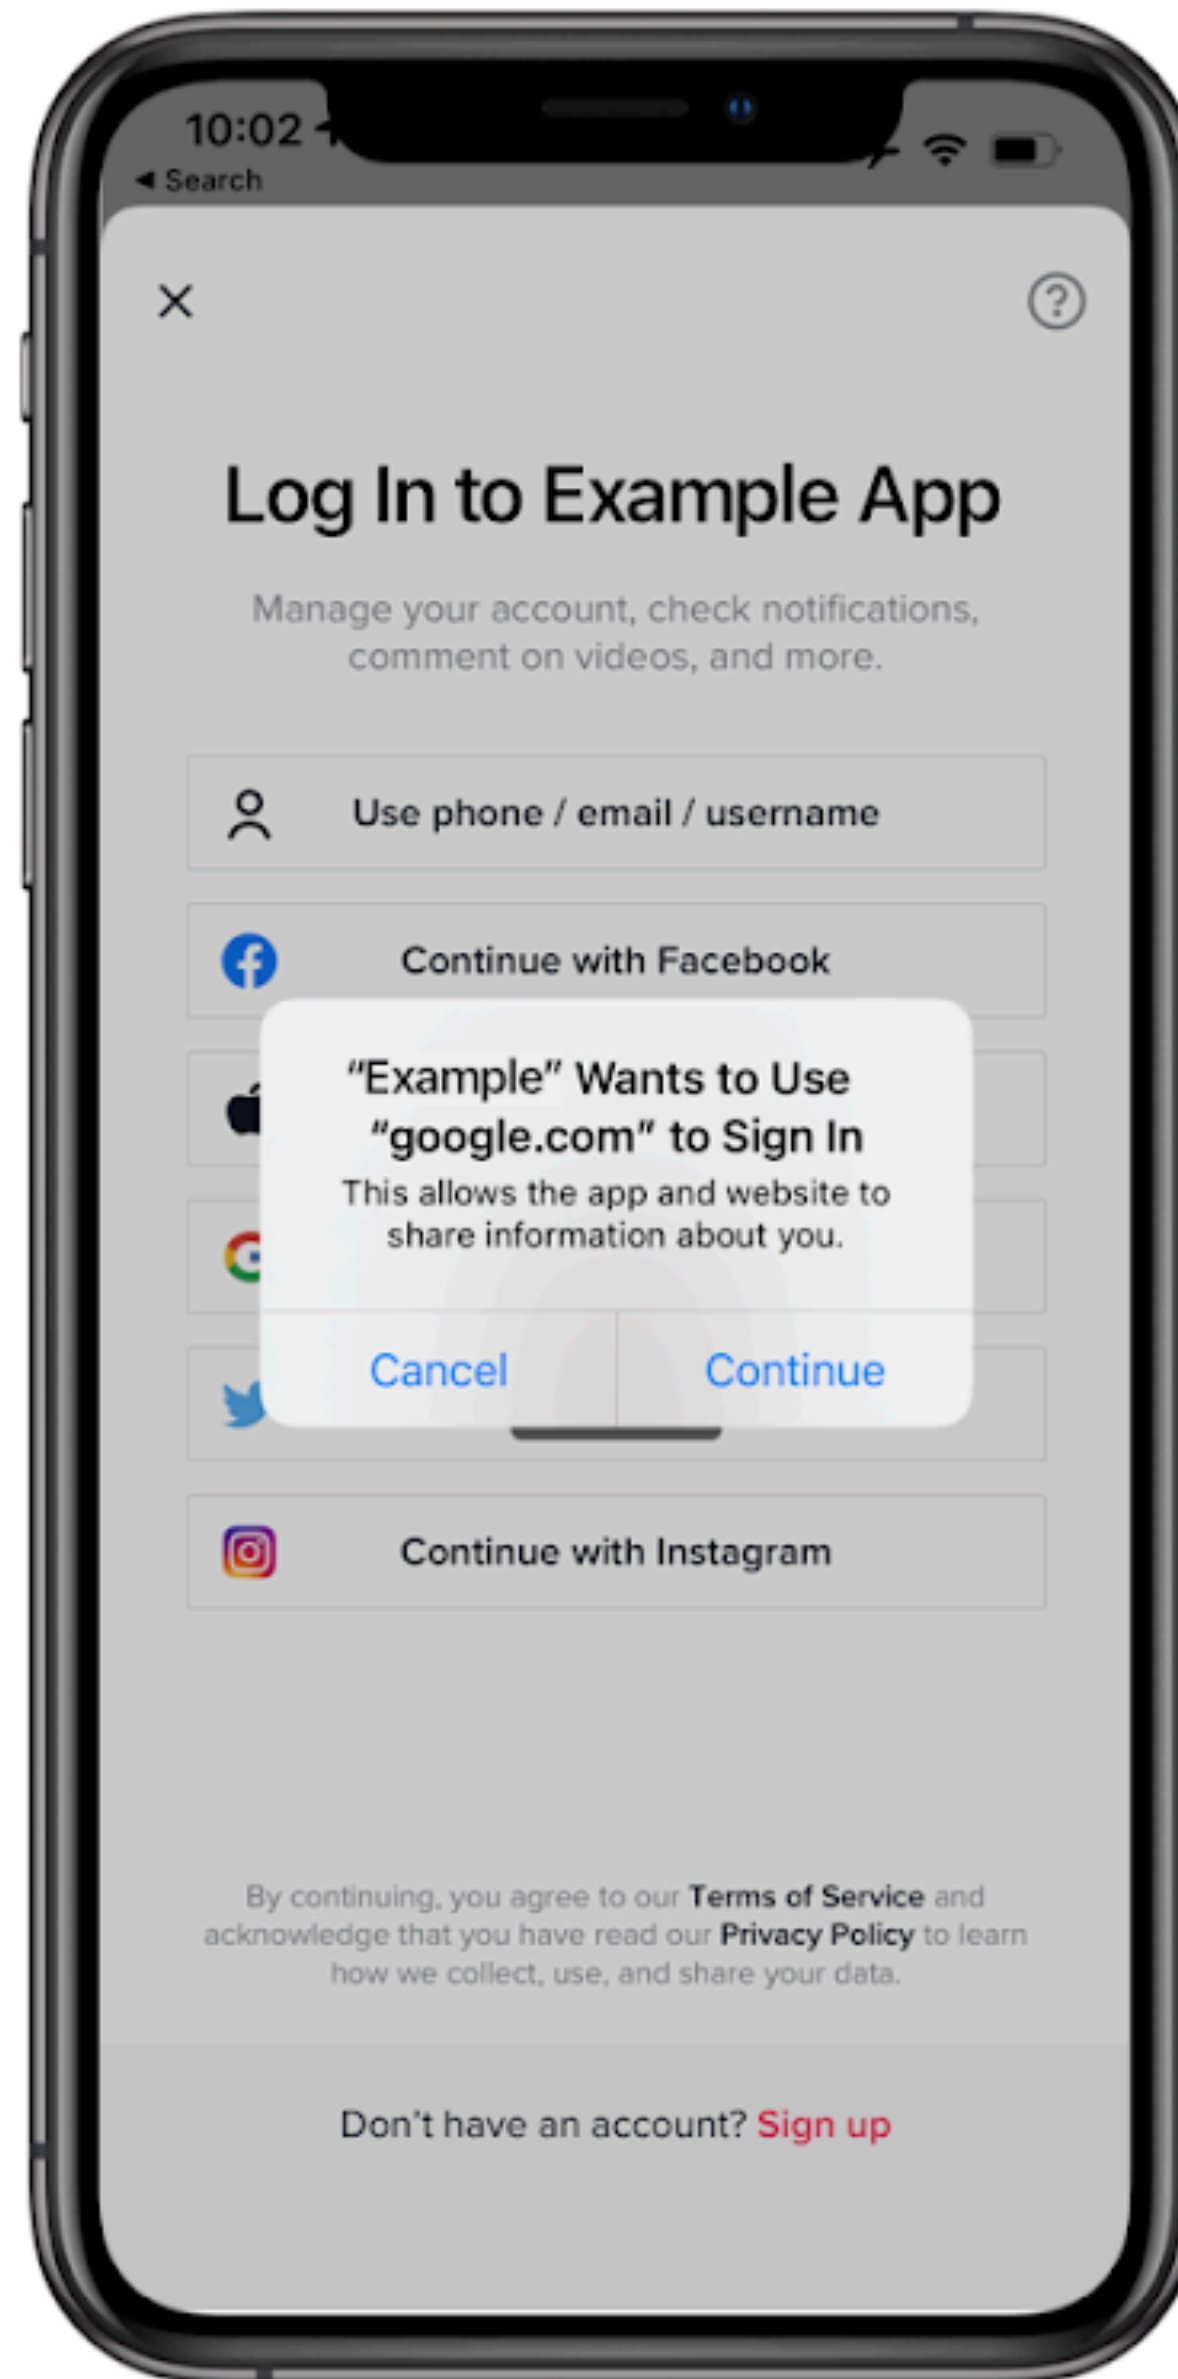 10:02
◀ Search
Log In to Example App
Manage your account, check notifications,
comment on videos, and more.
Use phone / email / username
Continue with Facebook
“Example” Wants to Use
“google.com” to Sign In
This allows the app and website to
share information about you.
Cancel
Continue
Continue with Instagram
By continuing, you agree to our Terms of Service and
acknowledge that you have read our Privacy Policy to learn
how we collect, use, and share your data.
Don't have an account? Sign up